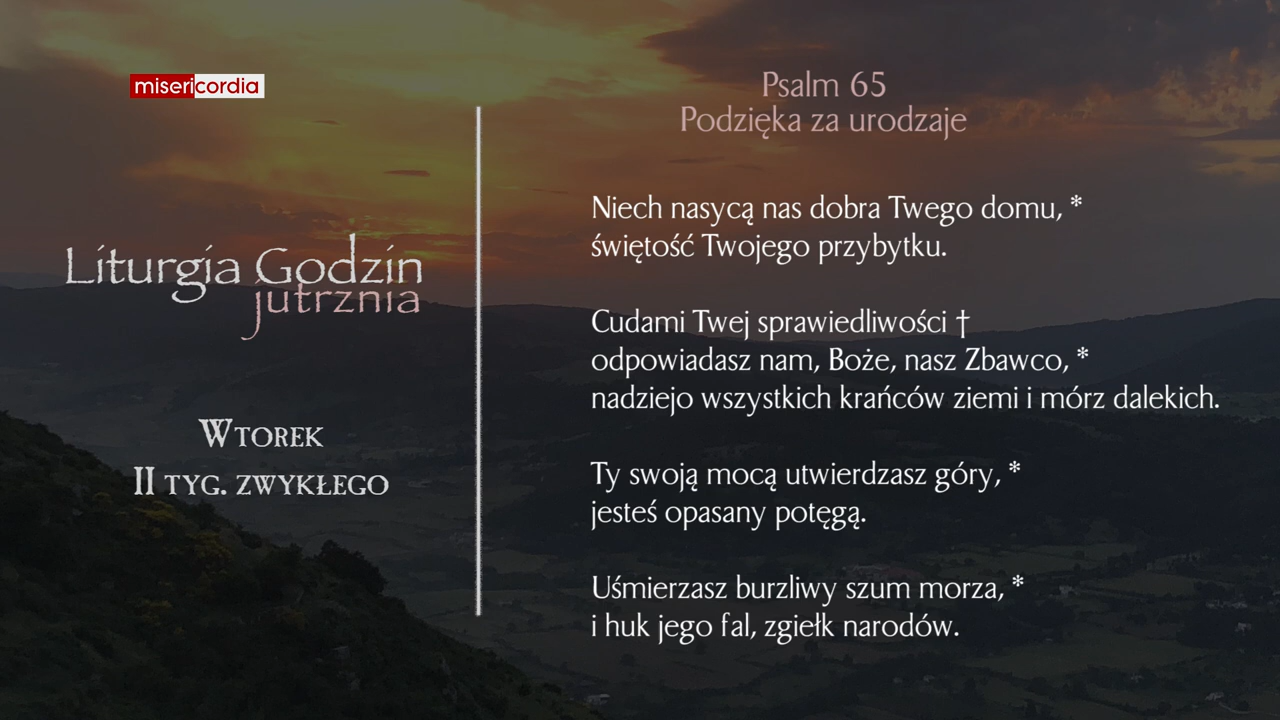 misericordia
Liturgia Godzin
jutrznia
Wtorek
II tyg. zwykłego
Psalm 65
Podzięka za urodzaje
Niech nasycą nas dobra Twego domu, *
świętość Twojego przybytku.
Cudami Twej sprawiedliwości †
odpowiadasz nam, Boże, nasz Zbawco, *
nadziejo wszystkich krańców ziemi i mórz dalekich.
Ty swoją mocą utwierdzasz góry, *
jesteś opasany potęgą.
Uśmierzasz burzliwy szum morza, *
i huk jego fal, zgiełk narodów.